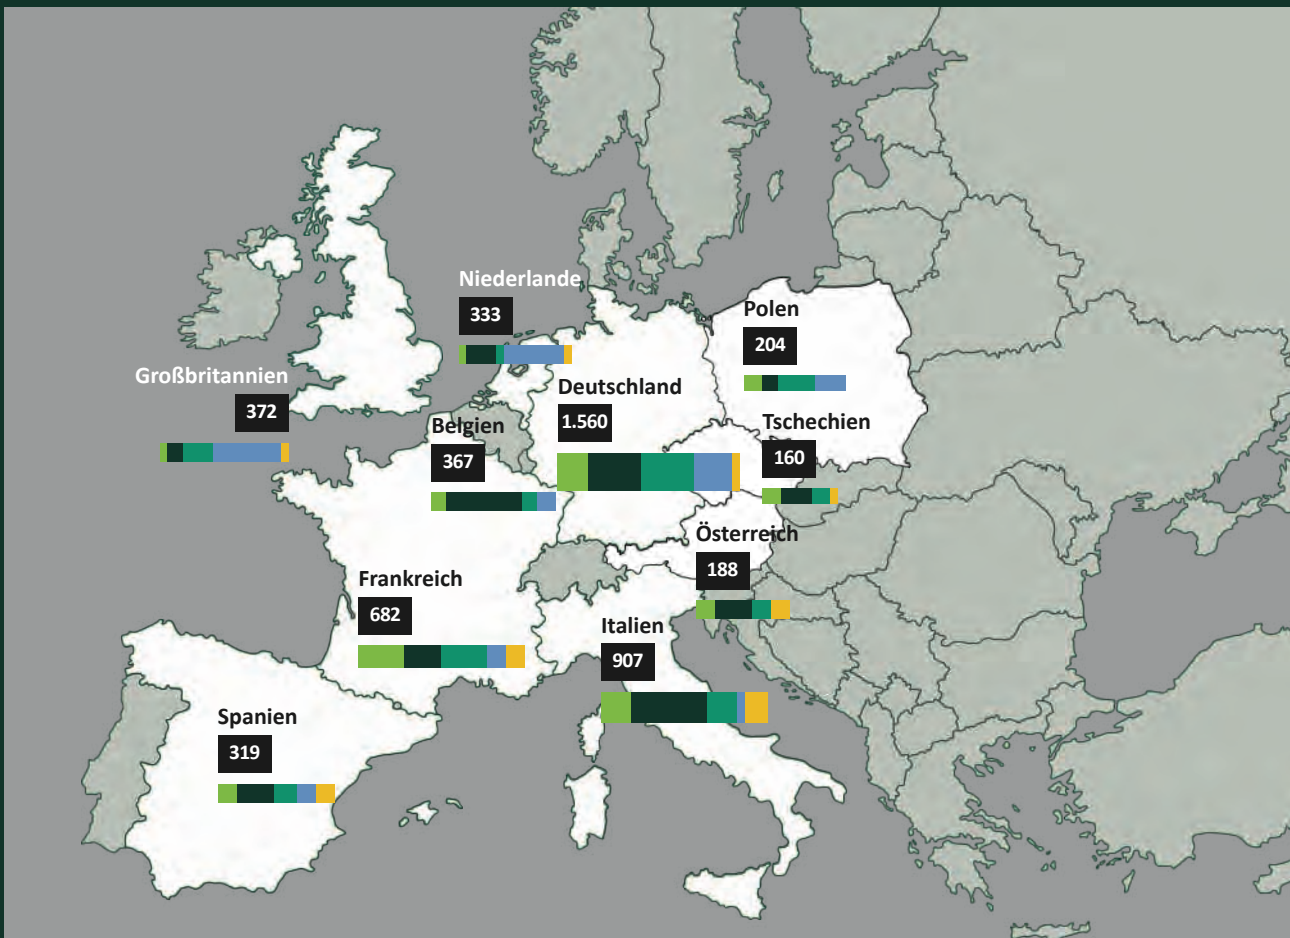 Niederlande
333
Polen
204
Großbritannien
372
Deutschland
1.560
Belgien
367
Tschechien
160
Österreich
188
Frankreich
682
Italien
907
Spanien
319